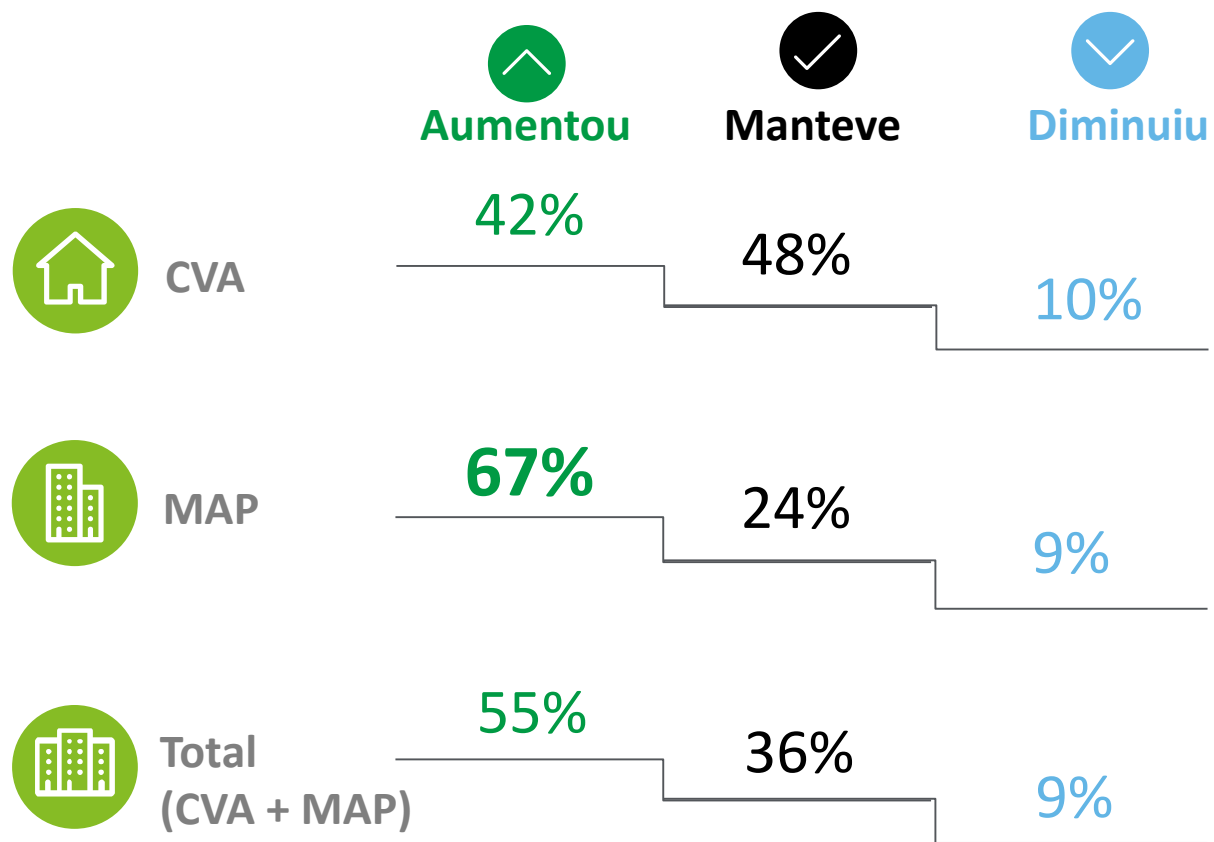 Aumentou Manteve Diminuiu
CVA 42% 48% 10%
MAP 67% 24% 9%
Total
(CVA + MAP) 55% 36% 9%